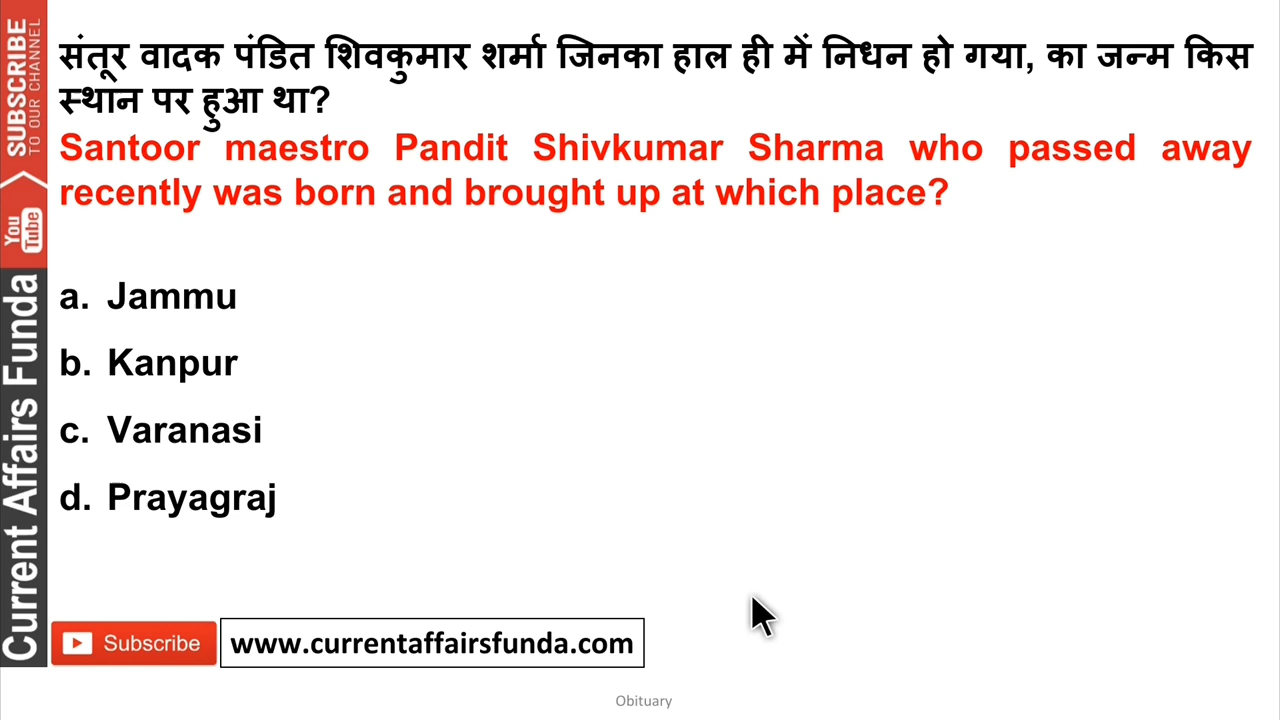 संतूर वादक पंडित शिवकुमार शर्मा जिनका हाल ही में निधन हो गया, का जन्म किस
स्थान पर हुआ था?
Santoor maestro Pandit Shivkumar Sharma who passed away
recently was born and brought up at which place?
a. Jammu
b. Kanpur
c. Varanasi
d. Prayagraj
SUBSCRIBE
TO OUR CHANNEL
You
Tube
Current Affairs Funda
Subscribe
www.currentaffairsfunda.com
Obituary